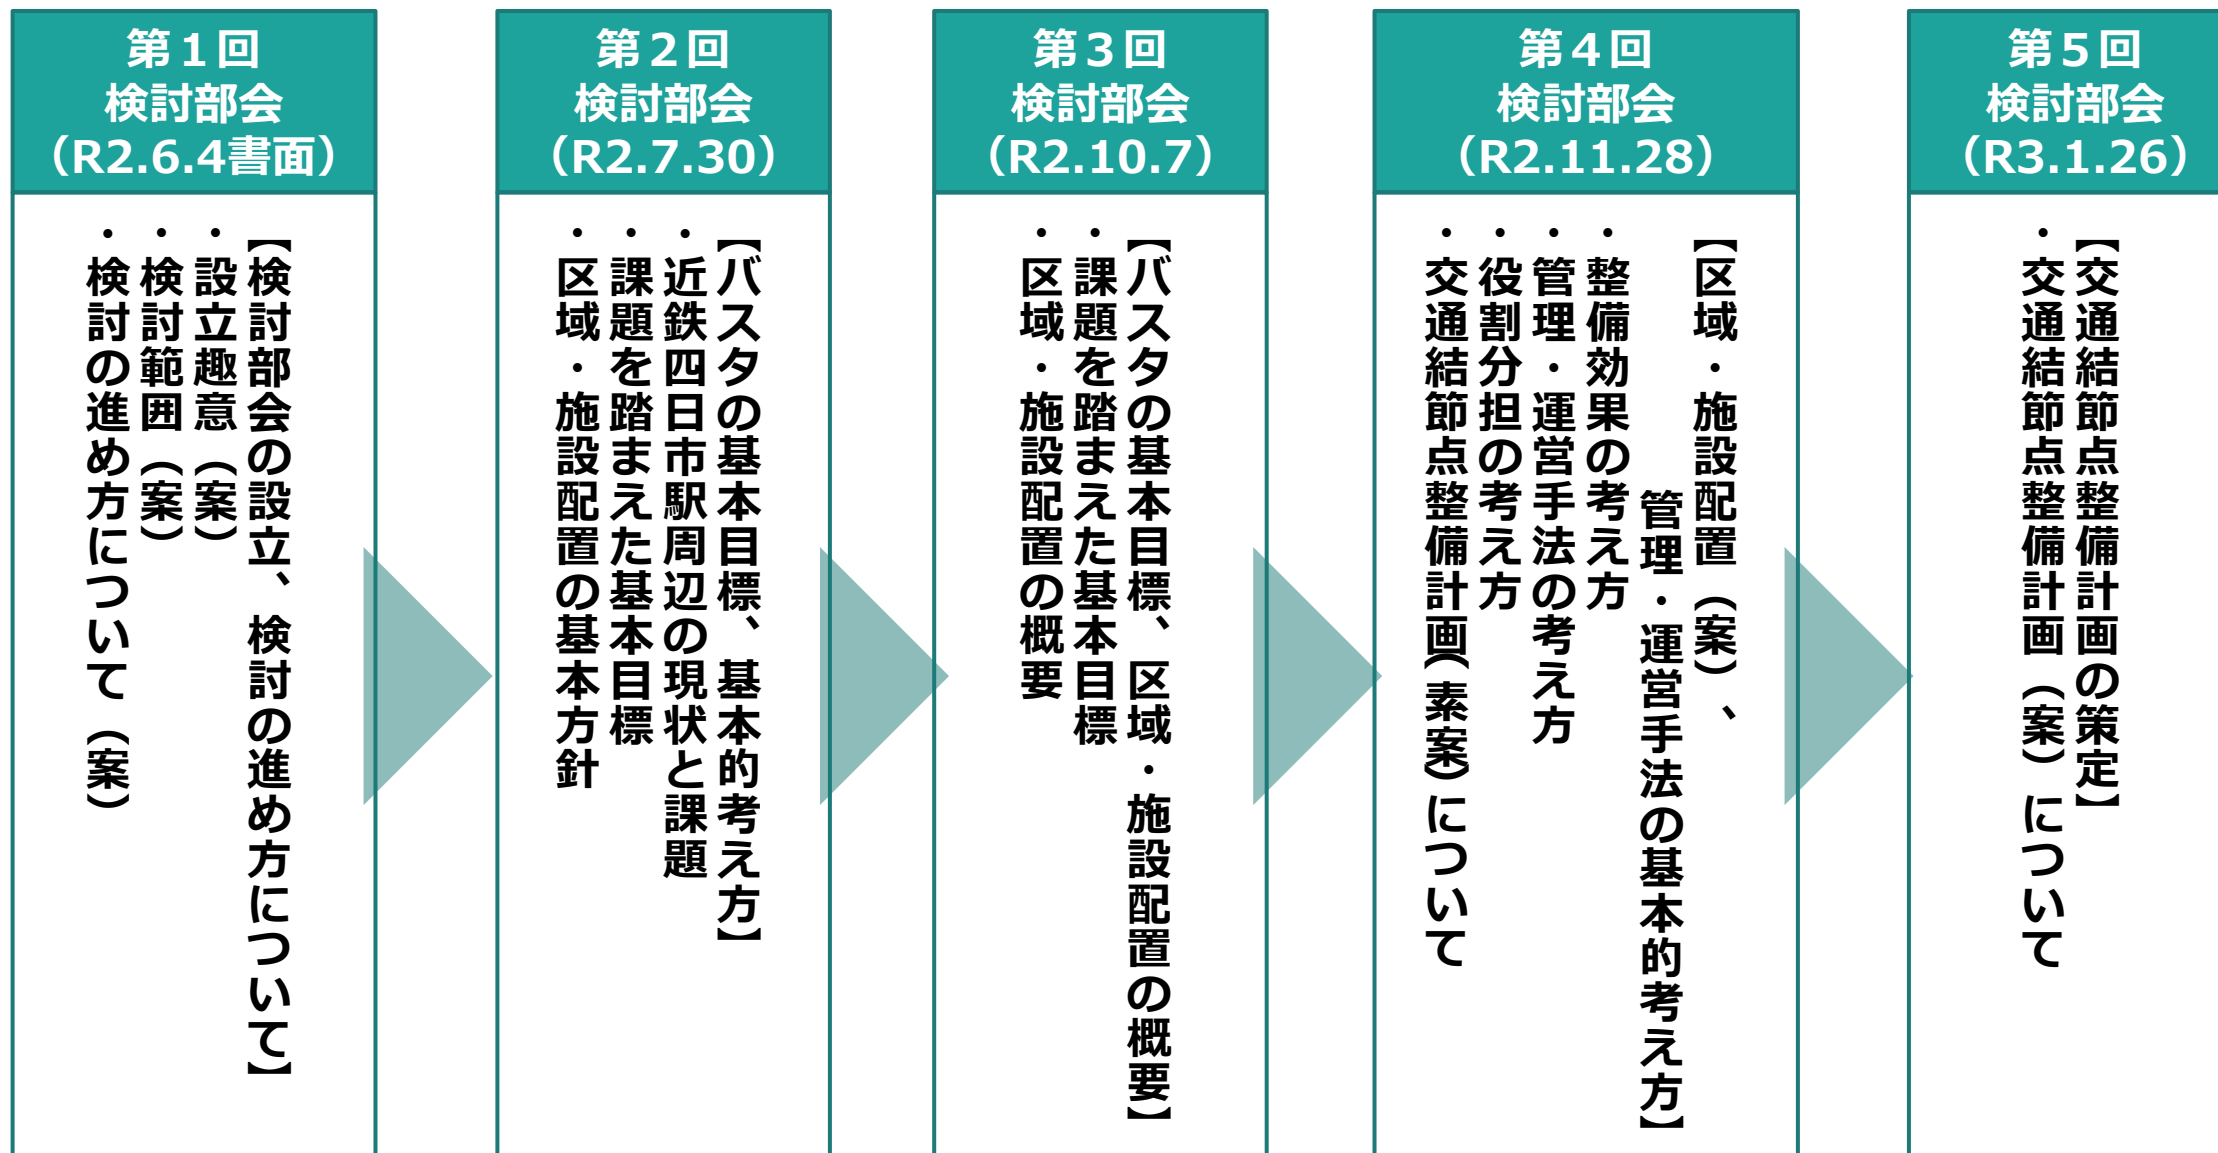 第1回
検討部会
（R2.6.4書面）
【検討部会の設立、検討の進め方について】
・設立趣意（案）
・検討範囲（案）
・検討の進め方について（案）
第2回
検討部会
（R2.7.30）
【バスタの基本目標、基本的考え方】
・近鉄四日市駅周辺の現状と課題
・課題を踏まえた基本目標
・区域・施設配置の基本方針
第3回
検討部会
（R2.10.7）
【バスタの基本目標、区域・施設配置の概要】
・課題を踏まえた基本目標
・区域・施設配置の概要
第4回
検討部会
（R2.11.28）
【区域・施設配置（案）、
管理・運営手法の基本的考え方】
・整備効果の考え方
・管理・運営手法の考え方
・役割分担の考え方
・交通結節点整備計画（素案）について
第5回
検討部会
（R3.1.26）
【交通結節点整備計画の策定】
・交通結節点整備計画（案）について